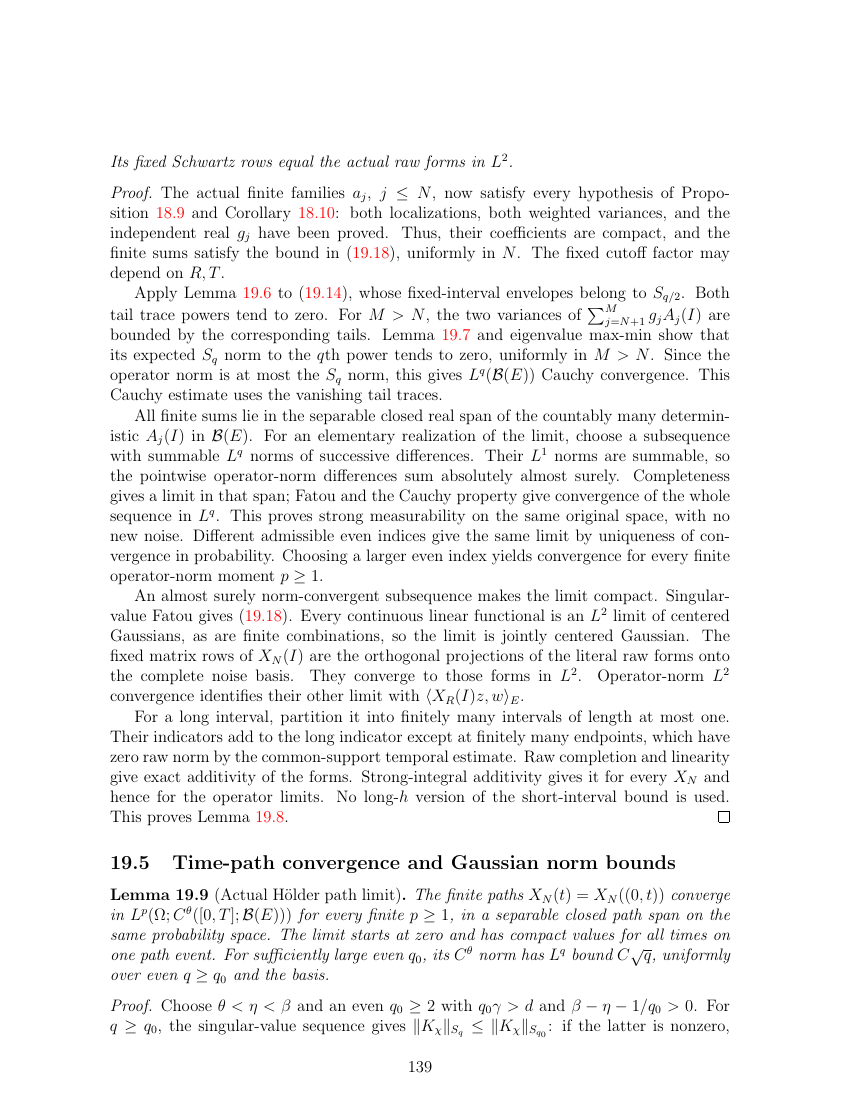 Its fixed Schwartz rows equal the actual raw forms in L².
Proof. The actual finite families aⱼ, j ≤ N, now satisfy every hypothesis of Propo-
sition 18.9 and Corollary 18.10: both localizations, both weighted variances, and the
independent real gⱼ have been proved. Thus, their coefficients are compact, and the
finite sums satisfy the bound in (19.18), uniformly in N. The fixed cutoff factor may
depend on R, T.
Apply Lemma 19.6 to (19.14), whose fixed-interval envelopes belong to S_{q/2}. Both
tail trace powers tend to zero. For M > N, the two variances of ∑_{j=N+1}^{M} gⱼAⱼ(I) are
bounded by the corresponding tails. Lemma 19.7 and eigenvalue max-min show that
its expected S_q norm to the qth power tends to zero, uniformly in M > N. Since the
operator norm is at most the S_q norm, this gives L^q(𝓑(E)) Cauchy convergence. This
Cauchy estimate uses the vanishing tail traces.
All finite sums lie in the separable closed real span of the countably many determin-
istic Aⱼ(I) in 𝓑(E). For an elementary realization of the limit, choose a subsequence
with summable L^q norms of successive differences. Their L¹ norms are summable, so
the pointwise operator-norm differences sum absolutely almost surely. Completeness
gives a limit in that span; Fatou and the Cauchy property give convergence of the whole
sequence in L^q. This proves strong measurability on the same original space, with no
new noise. Different admissible even indices give the same limit by uniqueness of con-
vergence in probability. Choosing a larger even index yields convergence for every finite
operator-norm moment p ≥ 1.
An almost surely norm-convergent subsequence makes the limit compact. Singular-
value Fatou gives (19.18). Every continuous linear functional is an L² limit of centered
Gaussians, as are finite combinations, so the limit is jointly centered Gaussian. The
fixed matrix rows of X_N(I) are the orthogonal projections of the literal raw forms onto
the complete noise basis. They converge to those forms in L². Operator-norm L²
convergence identifies their other limit with ⟨X_R(I)z, w⟩_E.
For a long interval, partition it into finitely many intervals of length at most one.
Their indicators add to the long indicator except at finitely many endpoints, which have
zero raw norm by the common-support temporal estimate. Raw completion and linearity
give exact additivity of the forms. Strong-integral additivity gives it for every X_N and
hence for the operator limits. No long-h version of the short-interval bound is used.
This proves Lemma 19.8. □
19.5 Time-path convergence and Gaussian norm bounds
Lemma 19.9 (Actual Hölder path limit). The finite paths X_N(t) = X_N((0, t)) converge
in L^p(Ω; C^θ([0, T]; 𝓑(E))) for every finite p ≥ 1, in a separable closed path span on the
same probability space. The limit starts at zero and has compact values for all times on
one path event. For sufficiently large even q₀, its C^θ norm has L^q bound C√q, uniformly
over even q ≥ q₀ and the basis.
Proof. Choose θ < η < β and an even q₀ ≥ 2 with q₀γ > d and β − η − 1/q₀ > 0. For
q ≥ q₀, the singular-value sequence gives ‖K_χ‖_{S_q} ≤ ‖K_χ‖_{S_{q₀}}: if the latter is nonzero,
139